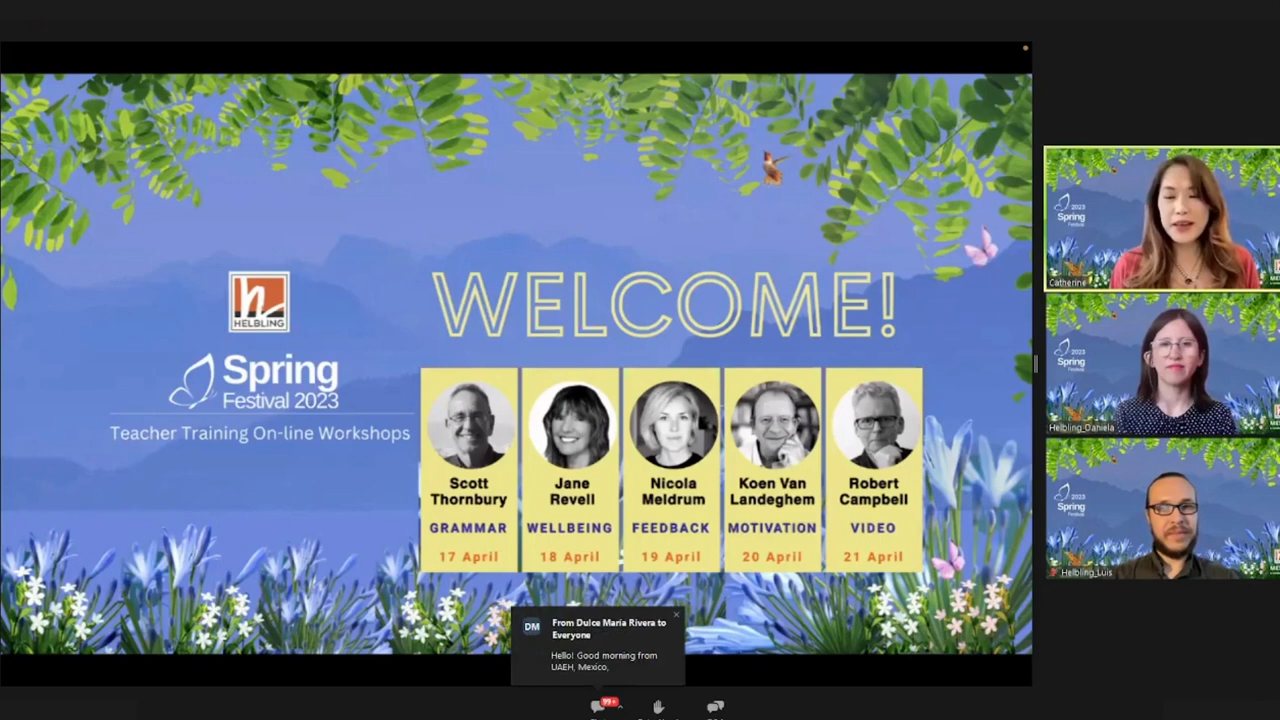 WELCOME!
HELBLING
Spring
Festival 2023
Teacher Training On-line Workshops
Scott
Thornbury
GRAMMAR
17 April
Jane
Revell
WELLBEING
18 April
Nicola
Meldrum
FEEDBACK
19 April
Koen Van
Landeghem
MOTIVATION
20 April
Robert
Campbell
VIDEO
21 April
DM
From Dulce María Rivera to
Everyone
Hello! Good morning from
UAEH, Mexico,
99+
2023
Spring
Festival
Catherine
2023
Spring
Festival
Helbling_Daniela
2023
Spring
Festival
Helbling_Luis